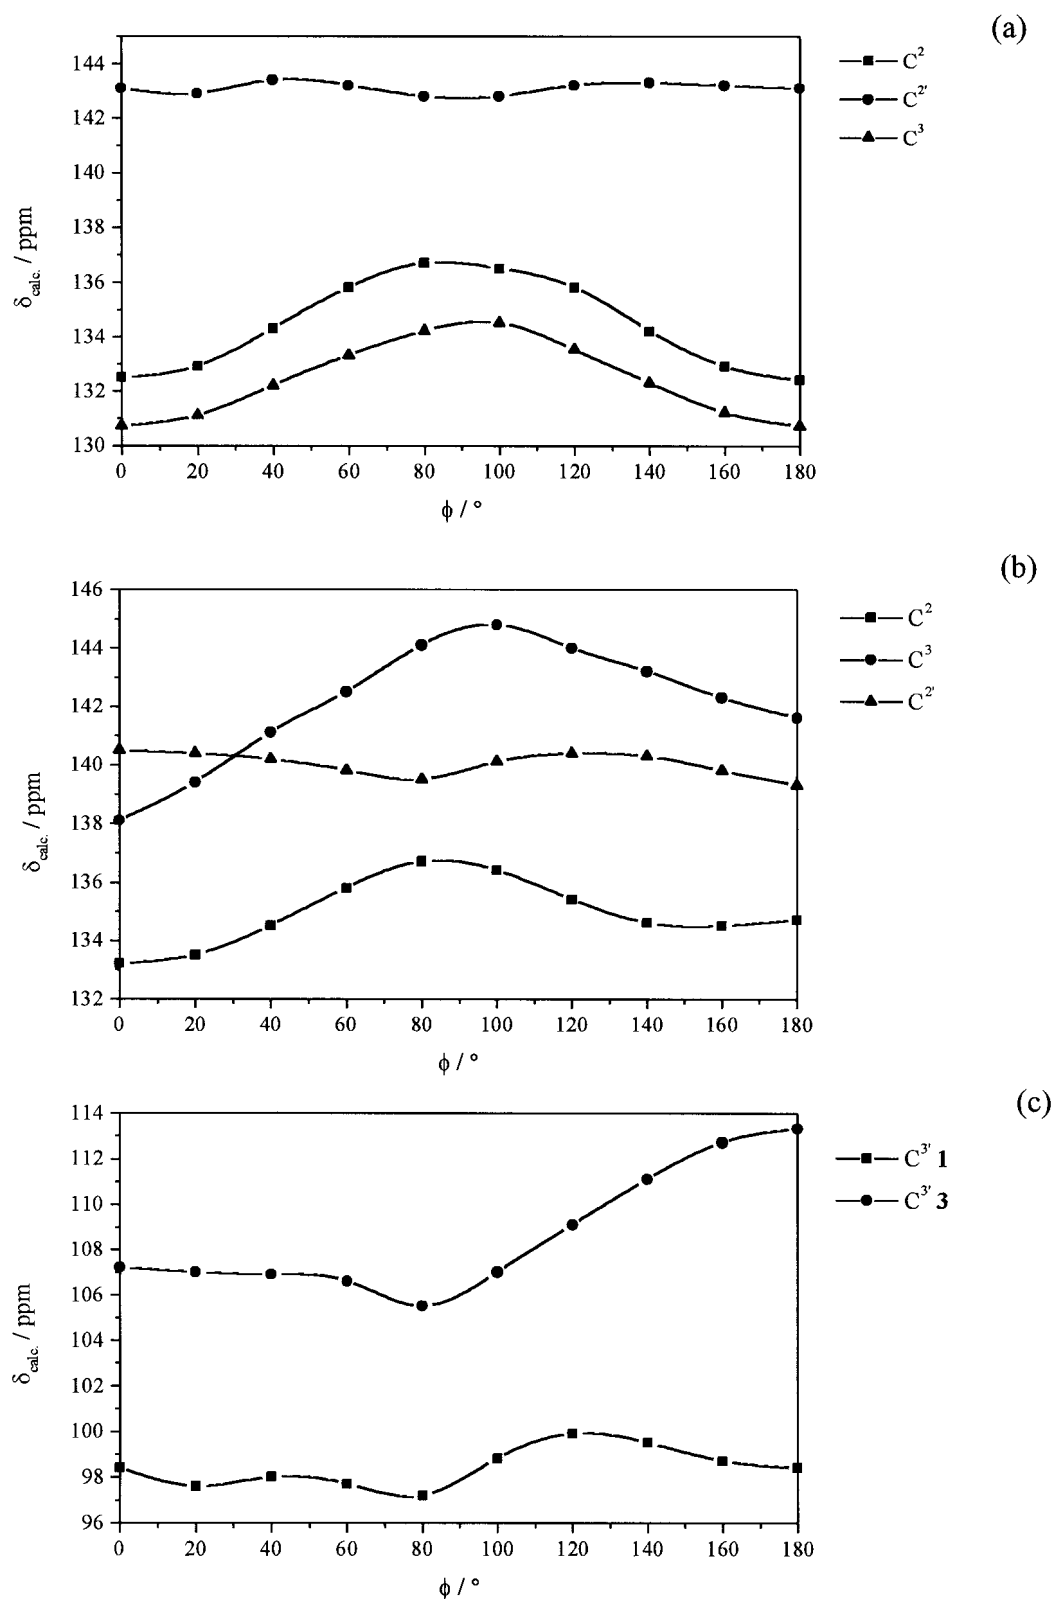 (a)
144
142
140
138
136
134
132
130
δcalc. / ppm
0 20 40 60 80 100 120 140 160 180
ϕ / °
C²
C²'
C³
(b)
146
144
142
140
138
136
134
132
δcalc. / ppm
0 20 40 60 80 100 120 140 160 180
ϕ / °
C²
C³
C²'
(c)
114
112
110
108
106
104
102
100
98
96
δcalc. / ppm
0 20 40 60 80 100 120 140 160 180
ϕ / °
C³' 1
C³' 3